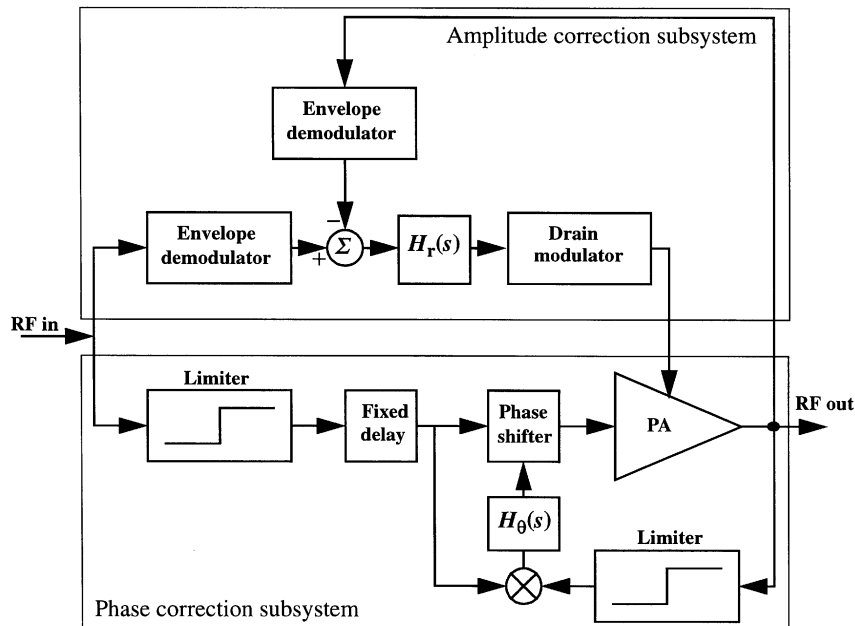 Amplitude correction subsystem
Envelope
demodulator
−
Envelope
demodulator
+
Σ
Hr(s)
Drain
modulator
RF in
Limiter
Fixed
delay
Phase
shifter
PA
RF out
Hθ(s)
Limiter
Phase correction subsystem